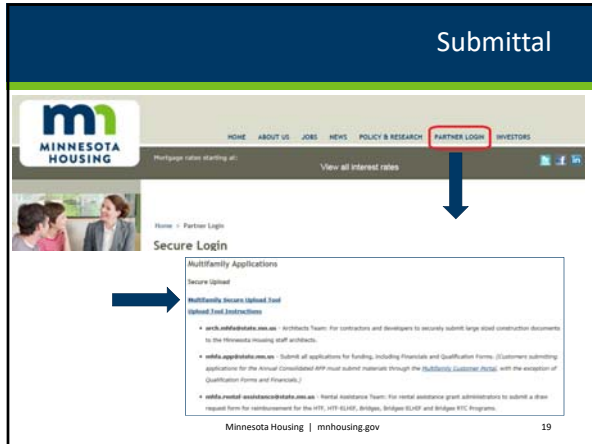 Submittal
MINNESOTA
HOUSING
HOME ABOUT US JOBS NEWS POLICY & RESEARCH PARTNER LOGIN INVESTORS
Mortgage rates starting at:
View all interest rates
Home > Partner Login
Secure Login
Multifamily Applications
Secure Upload
Multifamily Secure Upload Tool
Upload Tool Instructions
• arch.mhfa@state.mn.us - Architects Team: For contractors and developers to securely submit large sized construction documents
to the Minnesota Housing staff architects.
• mhfa.app@state.mn.us - Submit all applications for funding, including Financials and Qualification Forms. (Customers submitting
applications for the Annual Consolidated RFP must submit materials through the Multifamily Customer Portal, with the exception of
Qualification Forms and Financials.)
• mhfa.rental-assistance@state.mn.us - Rental Assistance Team: For rental assistance grant administrators to submit a draw
request form for reimbursement for the HTF, HTF-ELHIF, Bridges, Bridges ELHIF and Bridges RTC Programs.
Minnesota Housing | mnhousing.gov
19